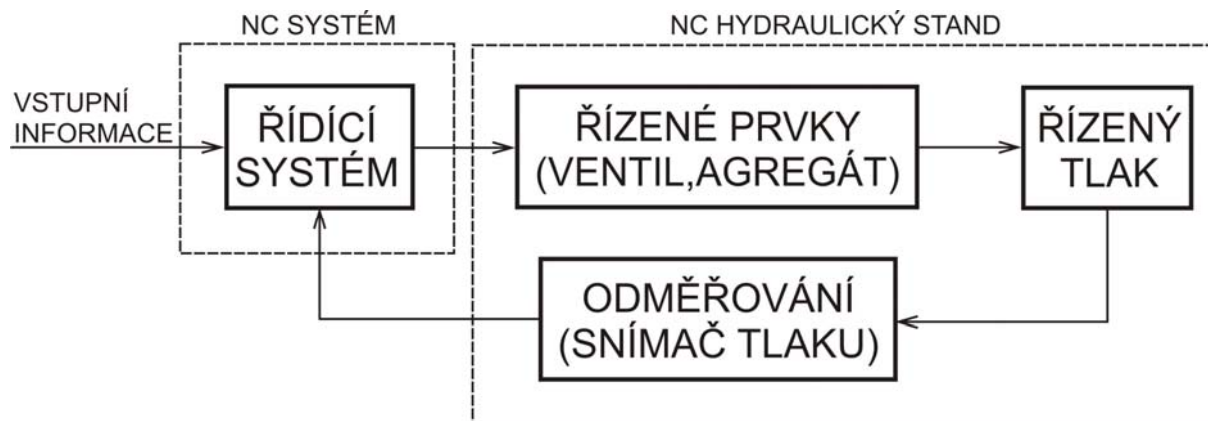 NC SYSTÉM
NC HYDRAULICKÝ STAND
VSTUPNÍ
INFORMACE
ŘÍDÍCÍ
SYSTÉM
ŘÍZENÉ PRVKY
(VENTIL,AGREGÁT)
ŘÍZENÝ
TLAK
ODMĚŘOVÁNÍ
(SNÍMAČ TLAKU)